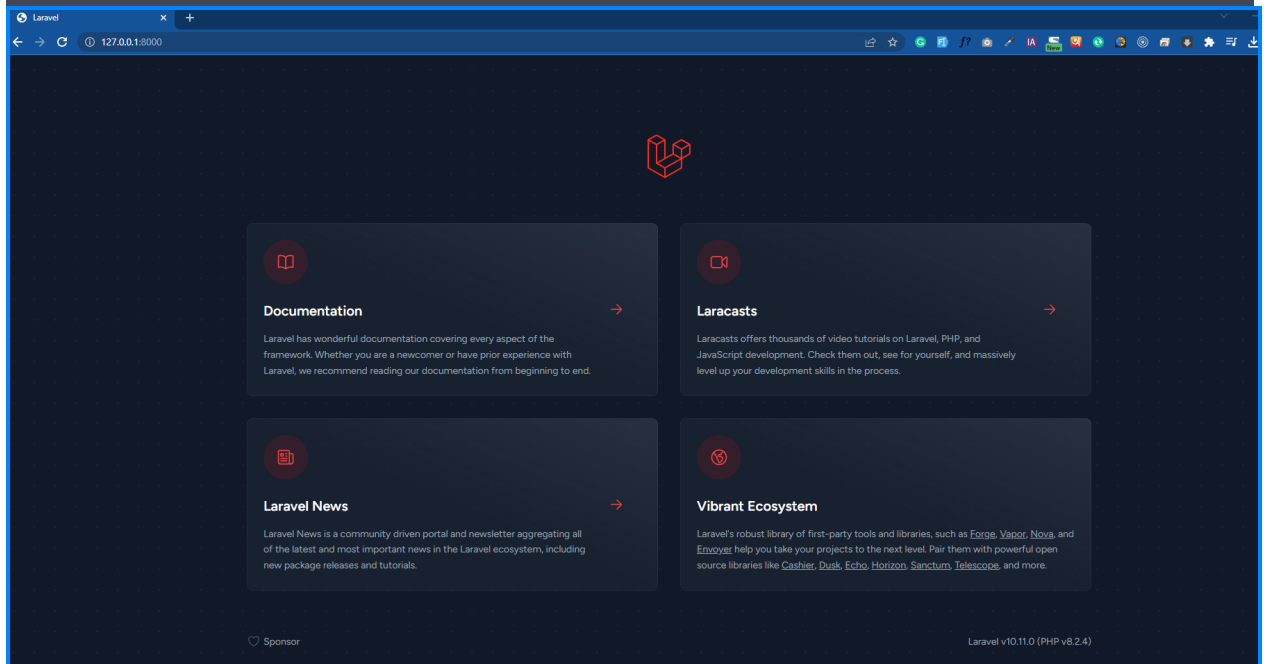 Laravel
127.0.0.1:8000
New
Documentation
Laravel has wonderful documentation covering every aspect of the
framework. Whether you are a newcomer or have prior experience with
Laravel, we recommend reading our documentation from beginning to end.
Laracasts
Laracasts offers thousands of video tutorials on Laravel, PHP, and
JavaScript development. Check them out, see for yourself, and massively
level up your development skills in the process.
Laravel News
Laravel News is a community driven portal and newsletter aggregating all
of the latest and most important news in the Laravel ecosystem, including
new package releases and tutorials.
Vibrant Ecosystem
Laravel's robust library of first-party tools and libraries, such as Forge, Vapor, Nova, and
Envoyer help you take your projects to the next level. Pair them with powerful open
source libraries like Cashier, Dusk, Echo, Horizon, Sanctum, Telescope, and more.
Sponsor
Laravel v10.11.0 (PHP v8.2.4)